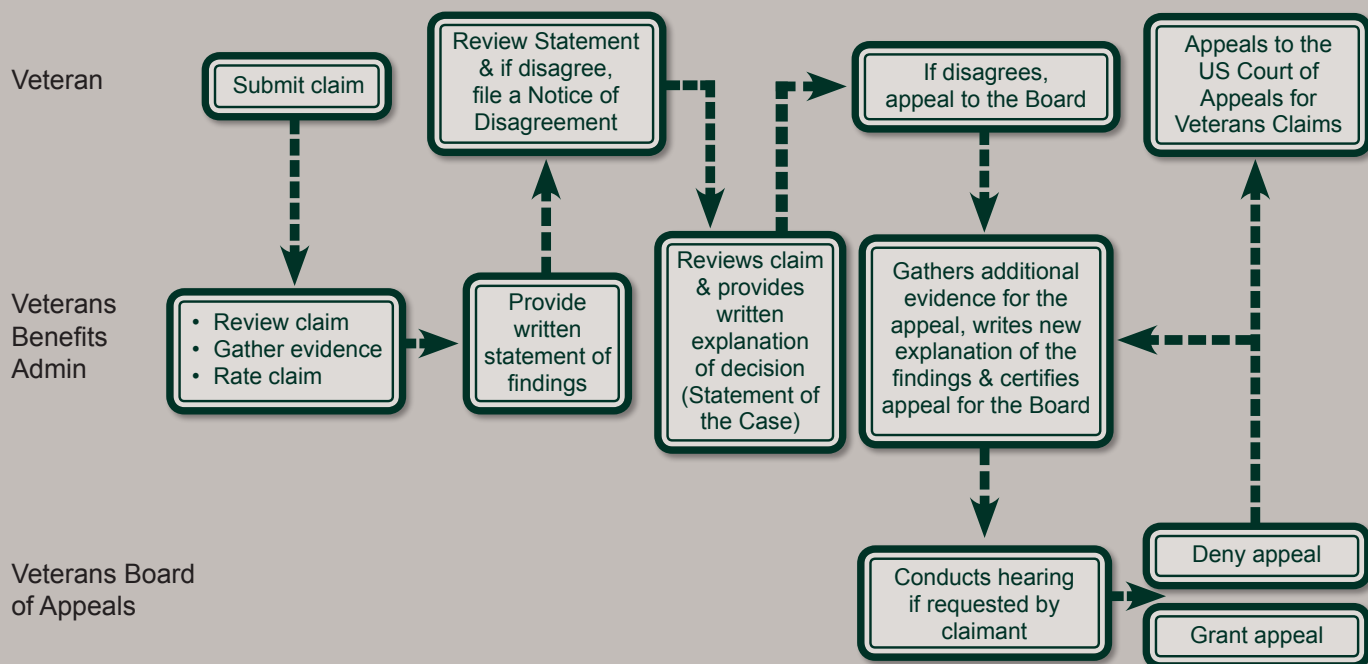 Veteran
Submit claim
Review Statement
& if disagree,
file a Notice of
Disagreement
If disagrees,
appeal to the Board
Appeals to the
US Court of
Appeals for
Veterans Claims
Veterans
Benefits
Admin
• Review claim
• Gather evidence
• Rate claim
Provide
written
statement of
findings
Reviews claim
& provides
written
explanation
of decision
(Statement of
the Case)
Gathers additional
evidence for the
appeal, writes new
explanation of the
findings & certifies
appeal for the Board
Veterans Board
of Appeals
Conducts hearing
if requested by
claimant
Deny appeal
Grant appeal